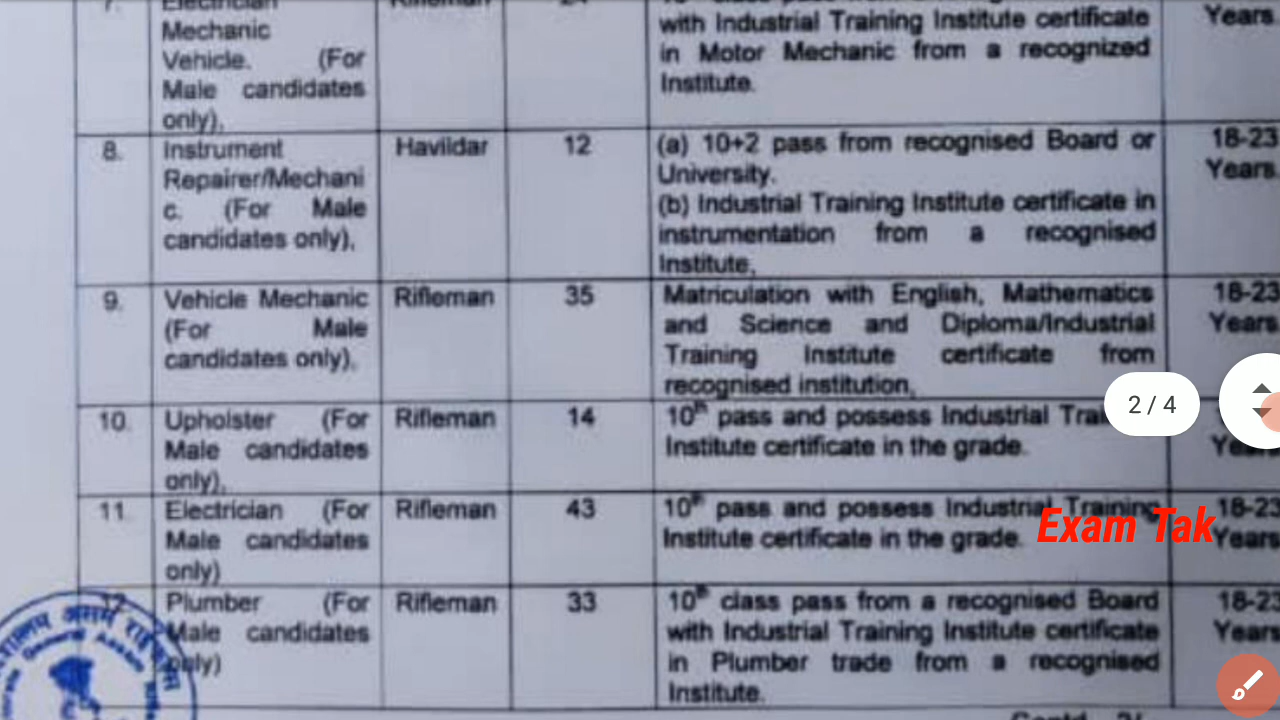 7. Electrician Rifleman 24
with Industrial Training Institute certificate Years.
Mechanic
in Motor Mechanic from a recognized
Vehicle. (For
Institute.
Male candidates
only),
8. Instrument Havildar 12 (a) 10+2 pass from recognised Board or 18-23
Repairer/Mechani University. Years.
c. (For Male (b) Industrial Training Institute certificate in
candidates only), instrumentation from a recognised
Institute,
9. Vehicle Mechanic Rifleman 35 Matriculation with English, Mathematics 18-23
(For Male and Science and Diploma/Industrial Years
candidates only), Training Institute certificate from
recognised institution,
2 / 4
10. Upholster (For Rifleman 14 10th pass and possess Industrial
Male candidates Institute certificate in the grade.
only),
11. Electrician (For Rifleman 43 10th pass and possess Industrial Training 18-23
Male candidates Institute certificate in the grade. Years
only)
Exam Tak
12. Plumber (For Rifleman 33 10th class pass from a recognised Board 18-23
Male candidates with Industrial Training Institute certificate Years
only) in Plumber trade from a recognised
Institute.